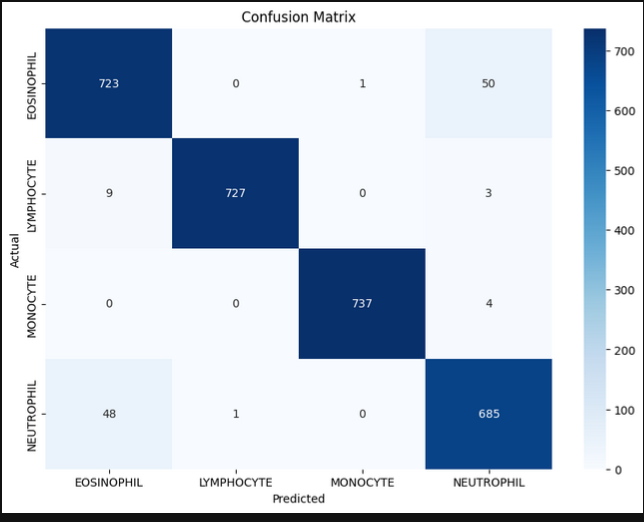 Confusion Matrix
EOSINOPHIL 723 0 1 50
LYMPHOCYTE 9 727 0 3
MONOCYTE 0 0 737 4
NEUTROPHIL 48 1 0 685
Actual
EOSINOPHIL LYMPHOCYTE MONOCYTE NEUTROPHIL
Predicted
700
600
500
400
300
200
100
0